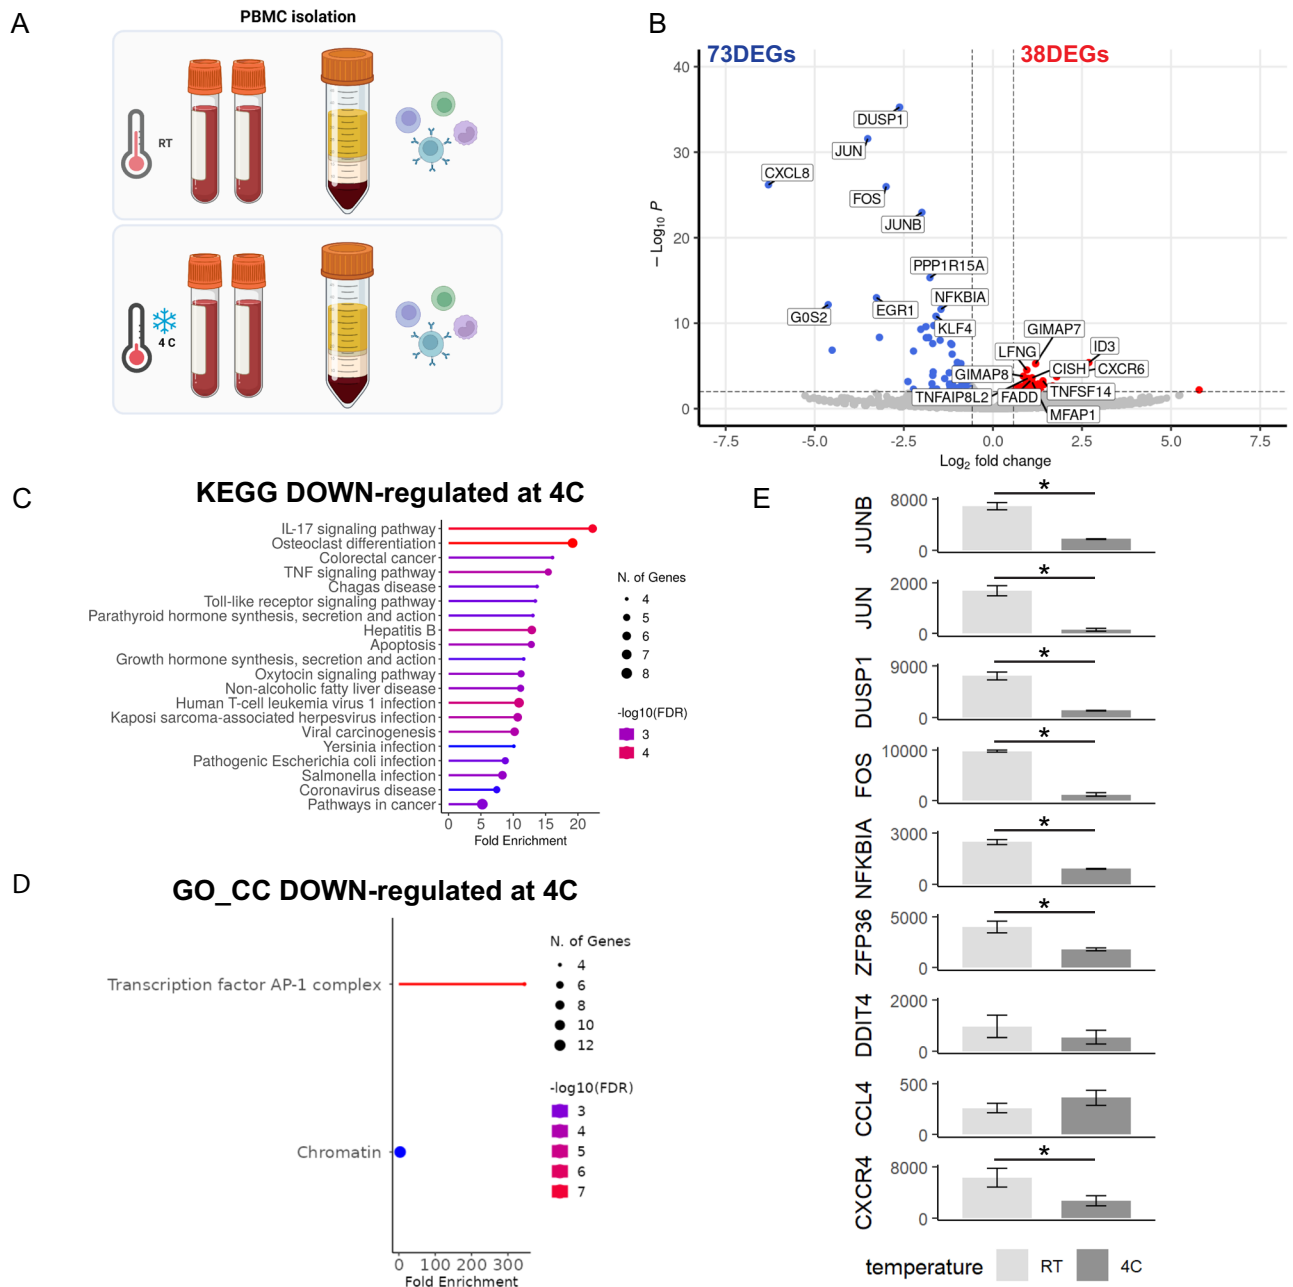 A
PBMC isolation
RT
4 C
B
73DEGs
38DEGs
40
30
20
10
0
− Log10 P
DUSP1
JUN
CXCL8
FOS
JUNB
PPP1R15A
NFKBIA
EGR1
G0S2
KLF4
GIMAP7
LFNG
ID3
GIMAP8
CISH
CXCR6
TNFAIP8L2
FADD
TNFSF14
MFAP1
-7.5
-5.0
-2.5
0.0
2.5
5.0
7.5
Log2 fold change
C
KEGG DOWN-regulated at 4C
IL-17 signaling pathway
Osteoclast differentiation
Colorectal cancer
TNF signaling pathway
Chagas disease
Toll-like receptor signaling pathway
Parathyroid hormone synthesis, secretion and action
Hepatitis B
Apoptosis
Growth hormone synthesis, secretion and action
Oxytocin signaling pathway
Non-alcoholic fatty liver disease
Human T-cell leukemia virus 1 infection
Kaposi sarcoma-associated herpesvirus infection
Viral carcinogenesis
Yersinia infection
Pathogenic Escherichia coli infection
Salmonella infection
Coronavirus disease
Pathways in cancer
0 5 10 15 20
Fold Enrichment
N. of Genes
4
5
6
7
8
-log10(FDR)
3
4
D
GO_CC DOWN-regulated at 4C
Transcription factor AP-1 complex
Chromatin
0 100 200 300
Fold Enrichment
N. of Genes
4
6
8
10
12
-log10(FDR)
3
4
5
6
7
E
JUNB
8000
0
*
JUN
2000
0
*
DUSP1
9000
0
*
FOS
10000
0
*
NFKBIA
3000
0
*
ZFP36
5000
0
*
DDIT4
2000
0
CCL4
500
0
CXCR4
8000
0
*
temperature RT 4C